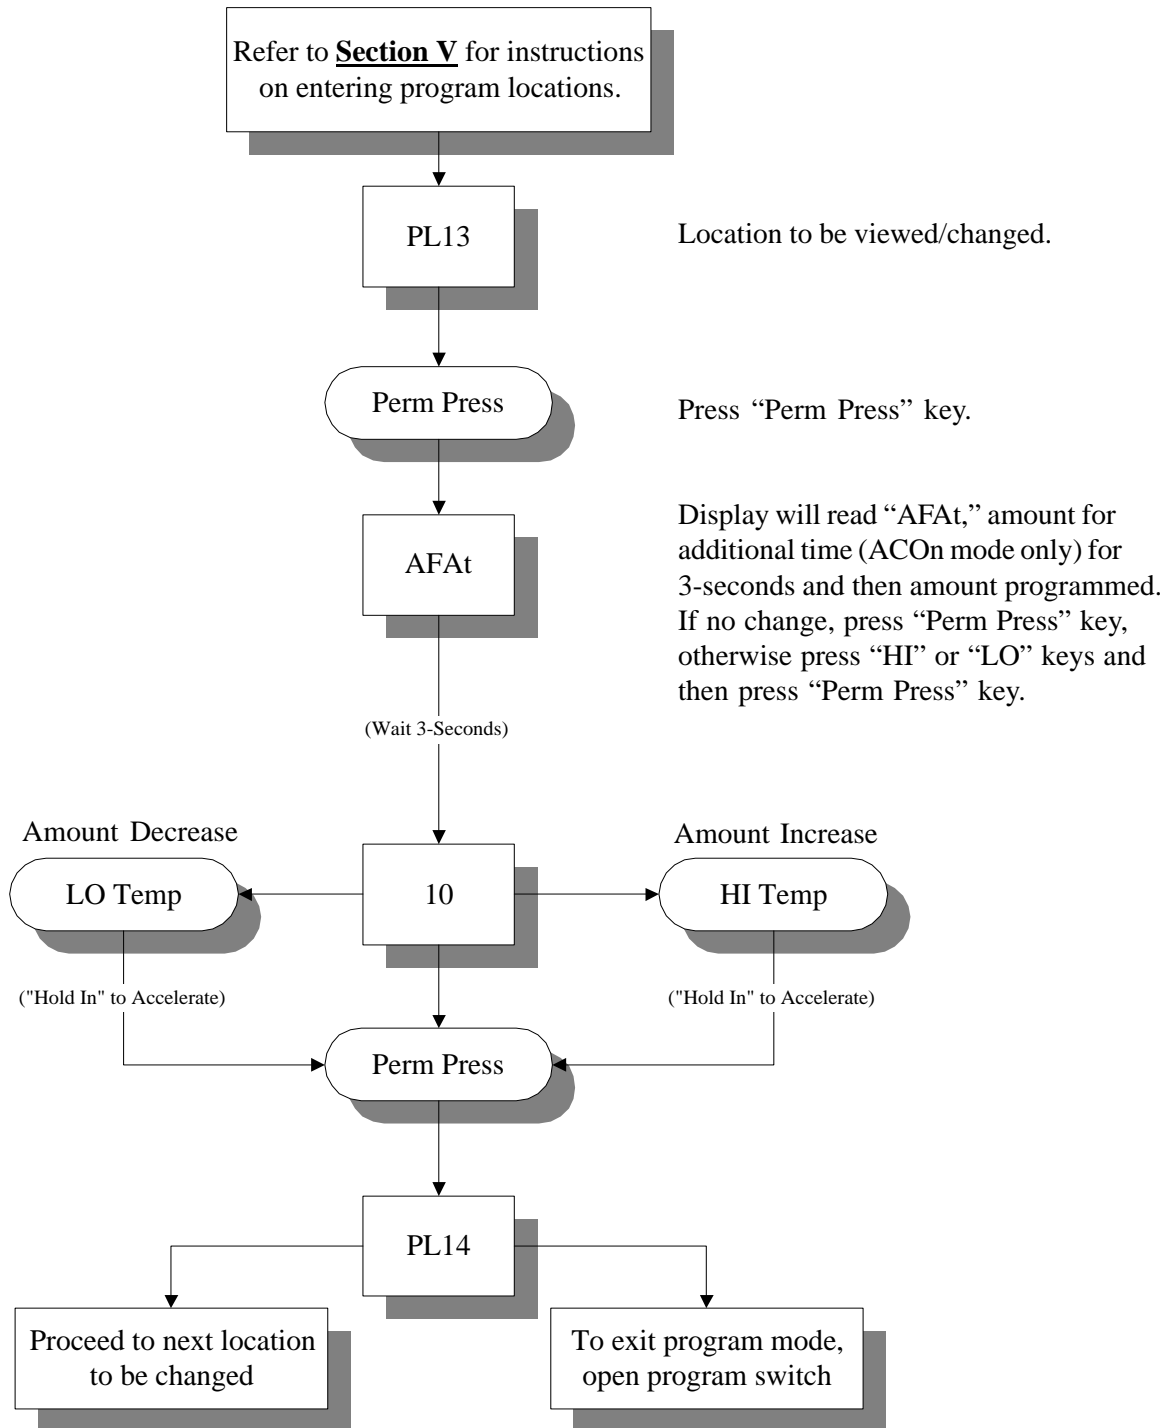 Refer to Section V for instructions
on entering program locations.
PL13
Location to be viewed/changed.
Perm Press
Press “Perm Press” key.
AFAt
Display will read “AFAt,” amount for
additional time (ACOn mode only) for
3-seconds and then amount programmed.
If no change, press “Perm Press” key,
otherwise press “HI” or “LO” keys and
then press “Perm Press” key.
(Wait 3-Seconds)
Amount Decrease
Amount Increase
LO Temp
10
HI Temp
("Hold In" to Accelerate)
("Hold In" to Accelerate)
Perm Press
PL14
Proceed to next location
to be changed
To exit program mode,
open program switch